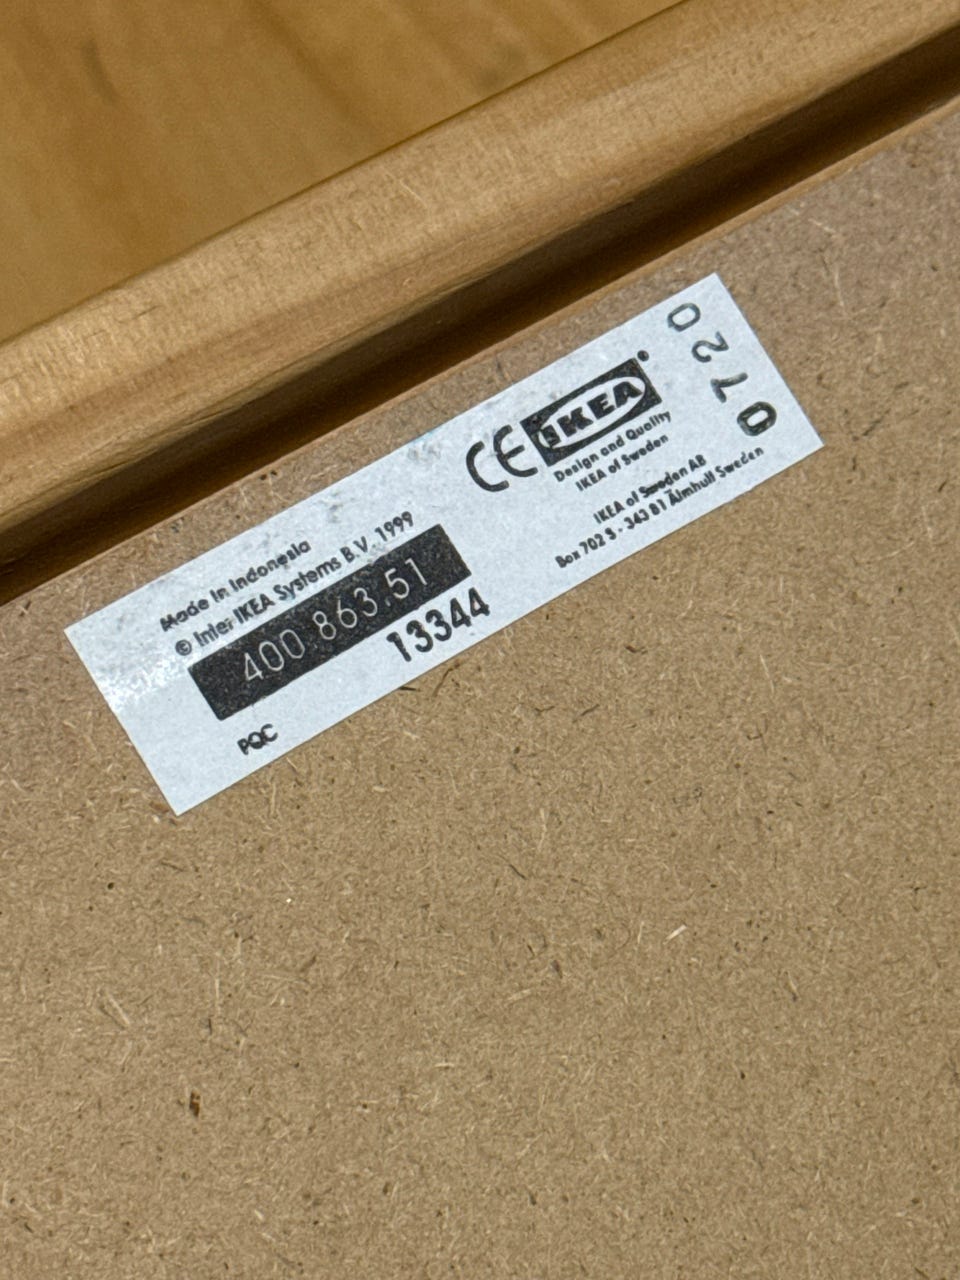 Made in Indonesia
© Inter IKEA Systems B.V. 1999
400.863.51
13344
PQC
CE IKEA®
Design and Quality
IKEA of Sweden
IKEA of Sweden AB
Box 702 S - 343 81 Älmhult Sweden
0720